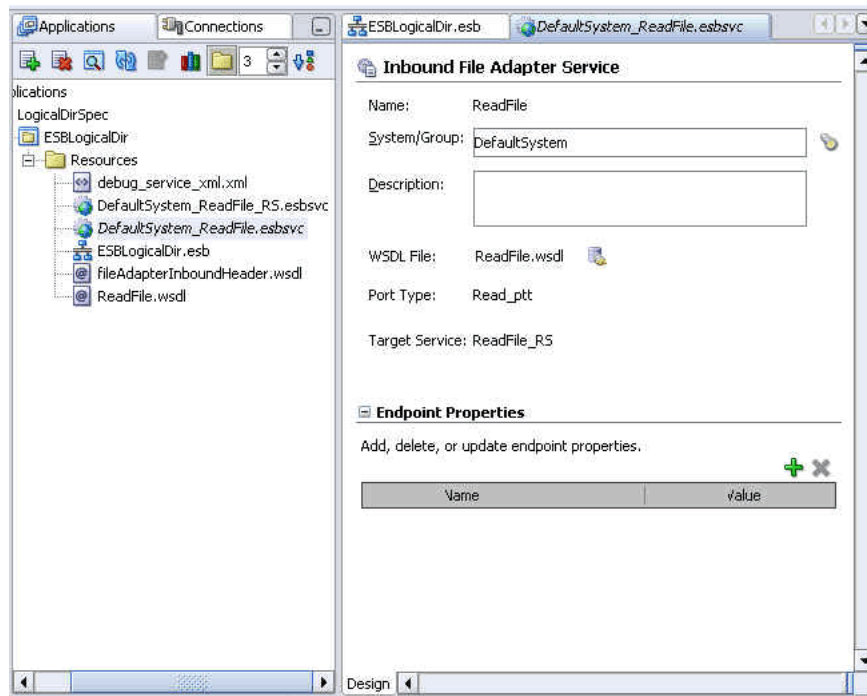 Applications
Connections
3
plications
LogicalDirSpec
ESBLogicalDir
Resources
debug_service_xml.xml
DefaultSystem_ReadFile_RS.esbsvc
DefaultSystem_ReadFile.esbsvc
ESBLogicalDir.esb
fileAdapterInboundHeader.wsdl
ReadFile.wsdl
ESBLogicalDir.esb
DefaultSystem_ReadFile.esbsvc
Inbound File Adapter Service
Name: ReadFile
System/Group: DefaultSystem
Description:
WSDL File: ReadFile.wsdl
Port Type: Read_ptt
Target Service: ReadFile_RS
Endpoint Properties
Add, delete, or update endpoint properties.
Name Value
Design